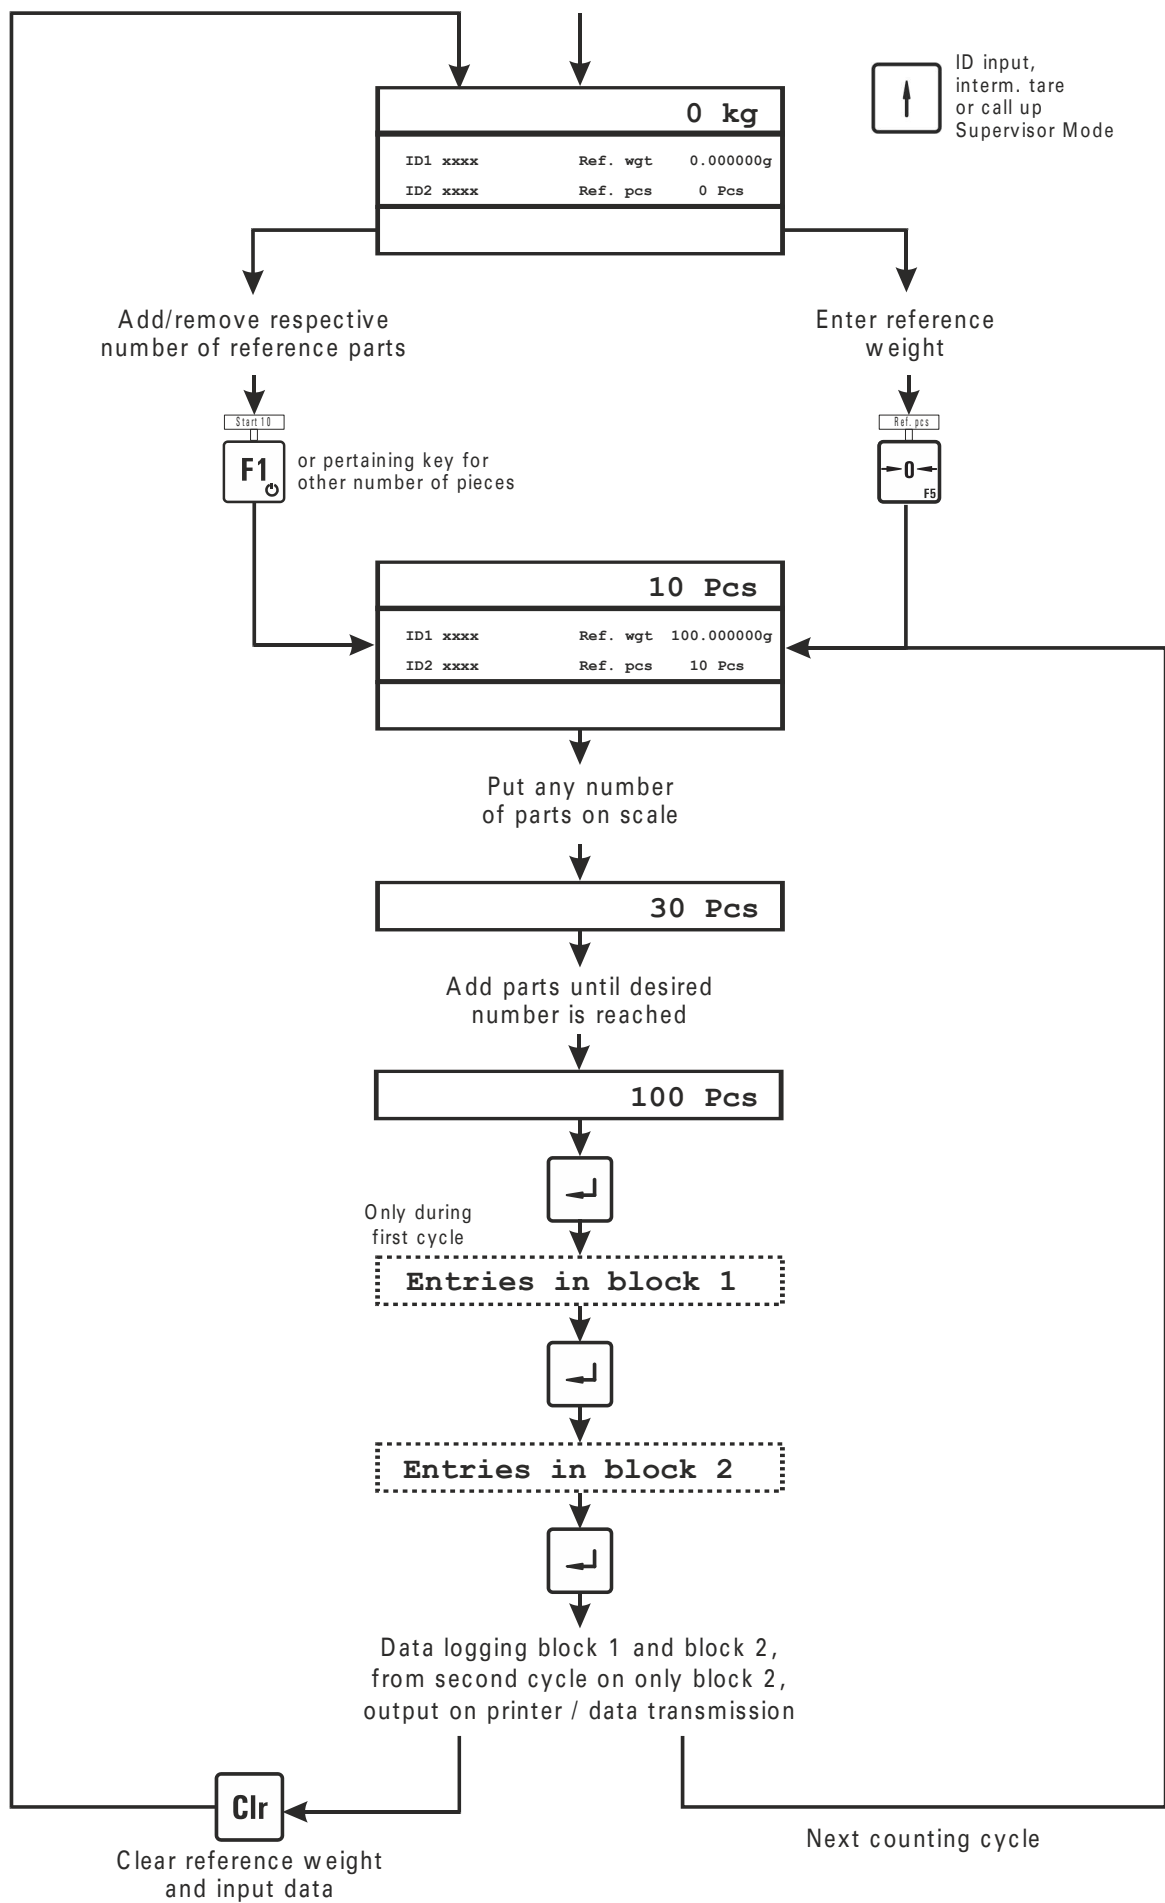 0 kg
ID input,
interm. tare
or call up
Supervisor Mode
ID1 xxxx Ref. wgt 0.000000g
ID2 xxxx Ref. pcs 0 Pcs
Add/remove respective
number of reference parts
Enter reference
weight
Start 10
F1
or pertaining key for
other number of pieces
Ref. pcs
0
F5
10 Pcs
ID1 xxxx Ref. wgt 100.000000g
ID2 xxxx Ref. pcs 10 Pcs
Put any number
of parts on scale
30 Pcs
Add parts until desired
number is reached
100 Pcs
Only during
first cycle
Entries in block 1
Entries in block 2
Data logging block 1 and block 2,
from second cycle on only block 2,
output on printer / data transmission
Clr
Clear reference weight
and input data
Next counting cycle